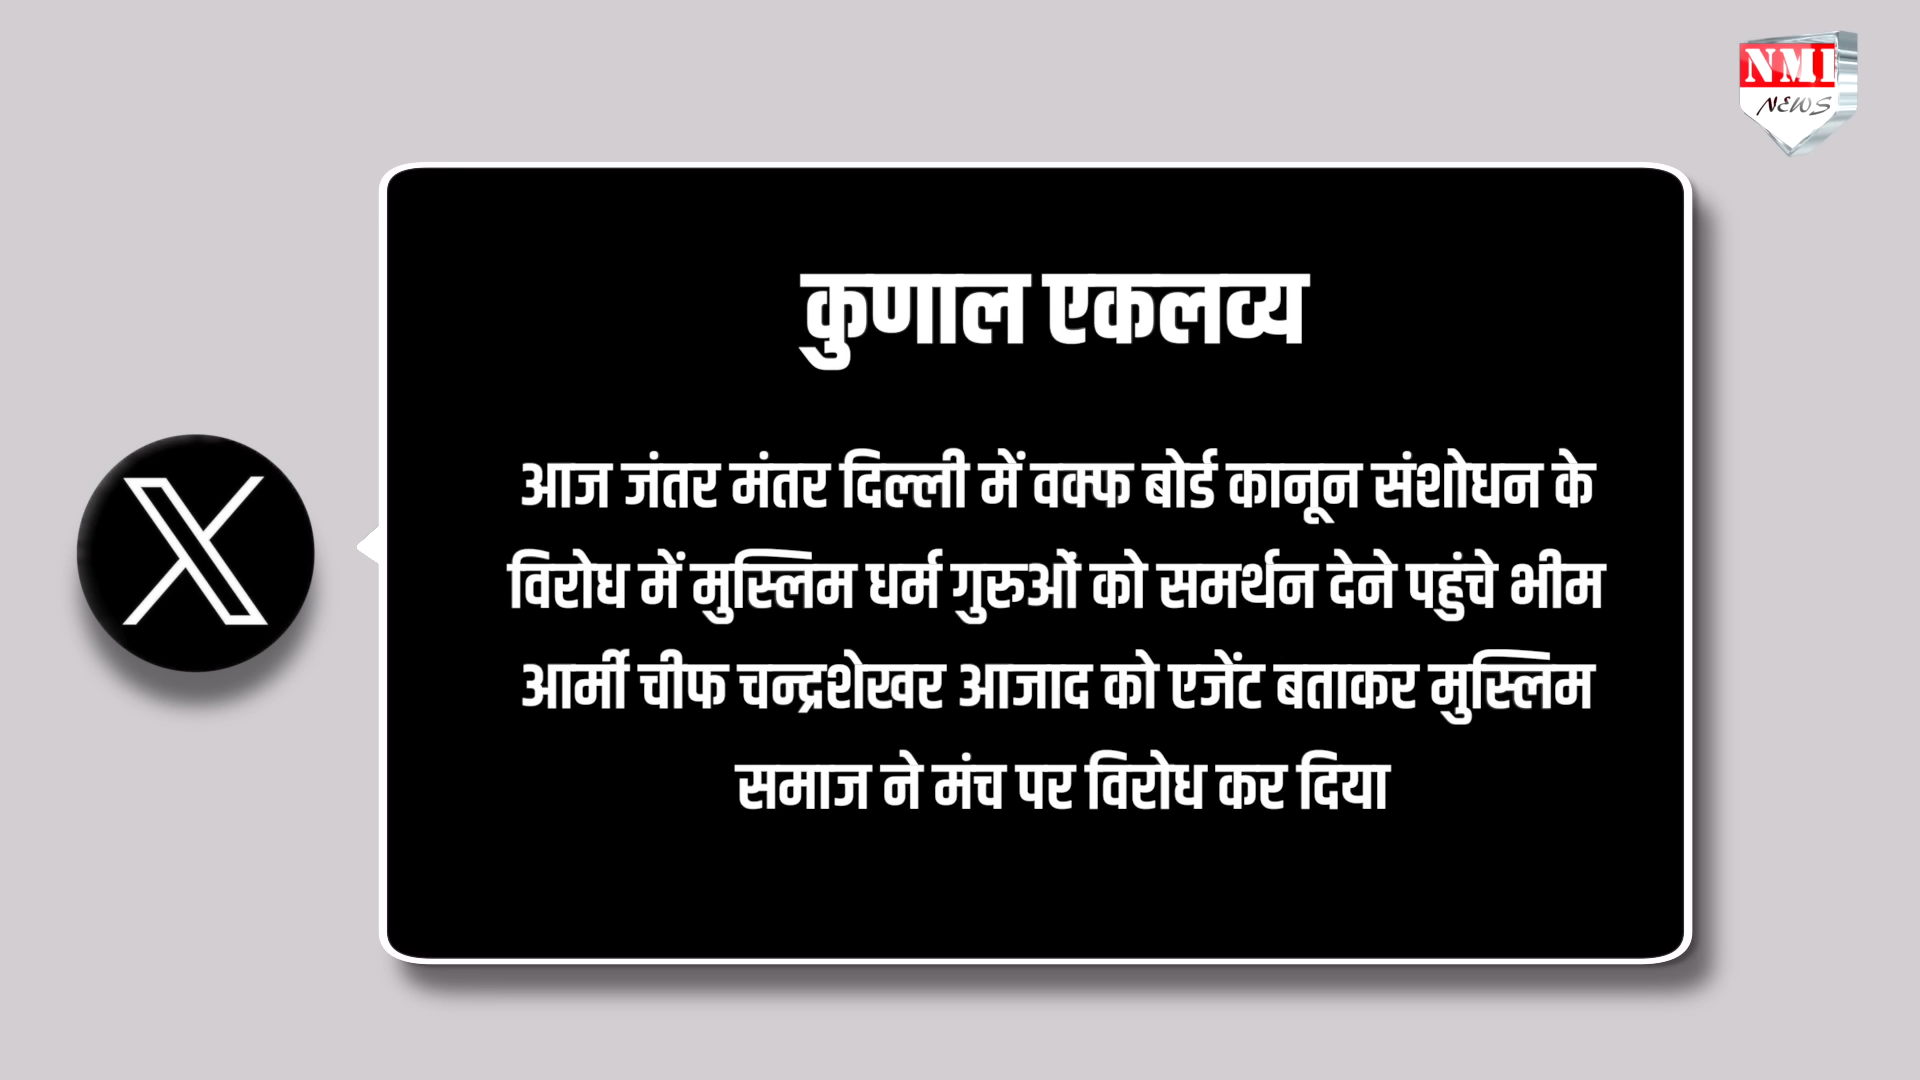 NMI
NEWS
कुणाल एकलव्य
आज जंतर मंतर दिल्ली में वक्फ बोर्ड कानून संशोधन के
विरोध में मुस्लिम धर्म गुरुओं को समर्थन देने पहुंचे भीम
आर्मी चीफ चन्द्रशेखर आजाद को एजेंट बताकर मुस्लिम
समाज ने मंच पर विरोध कर दिया